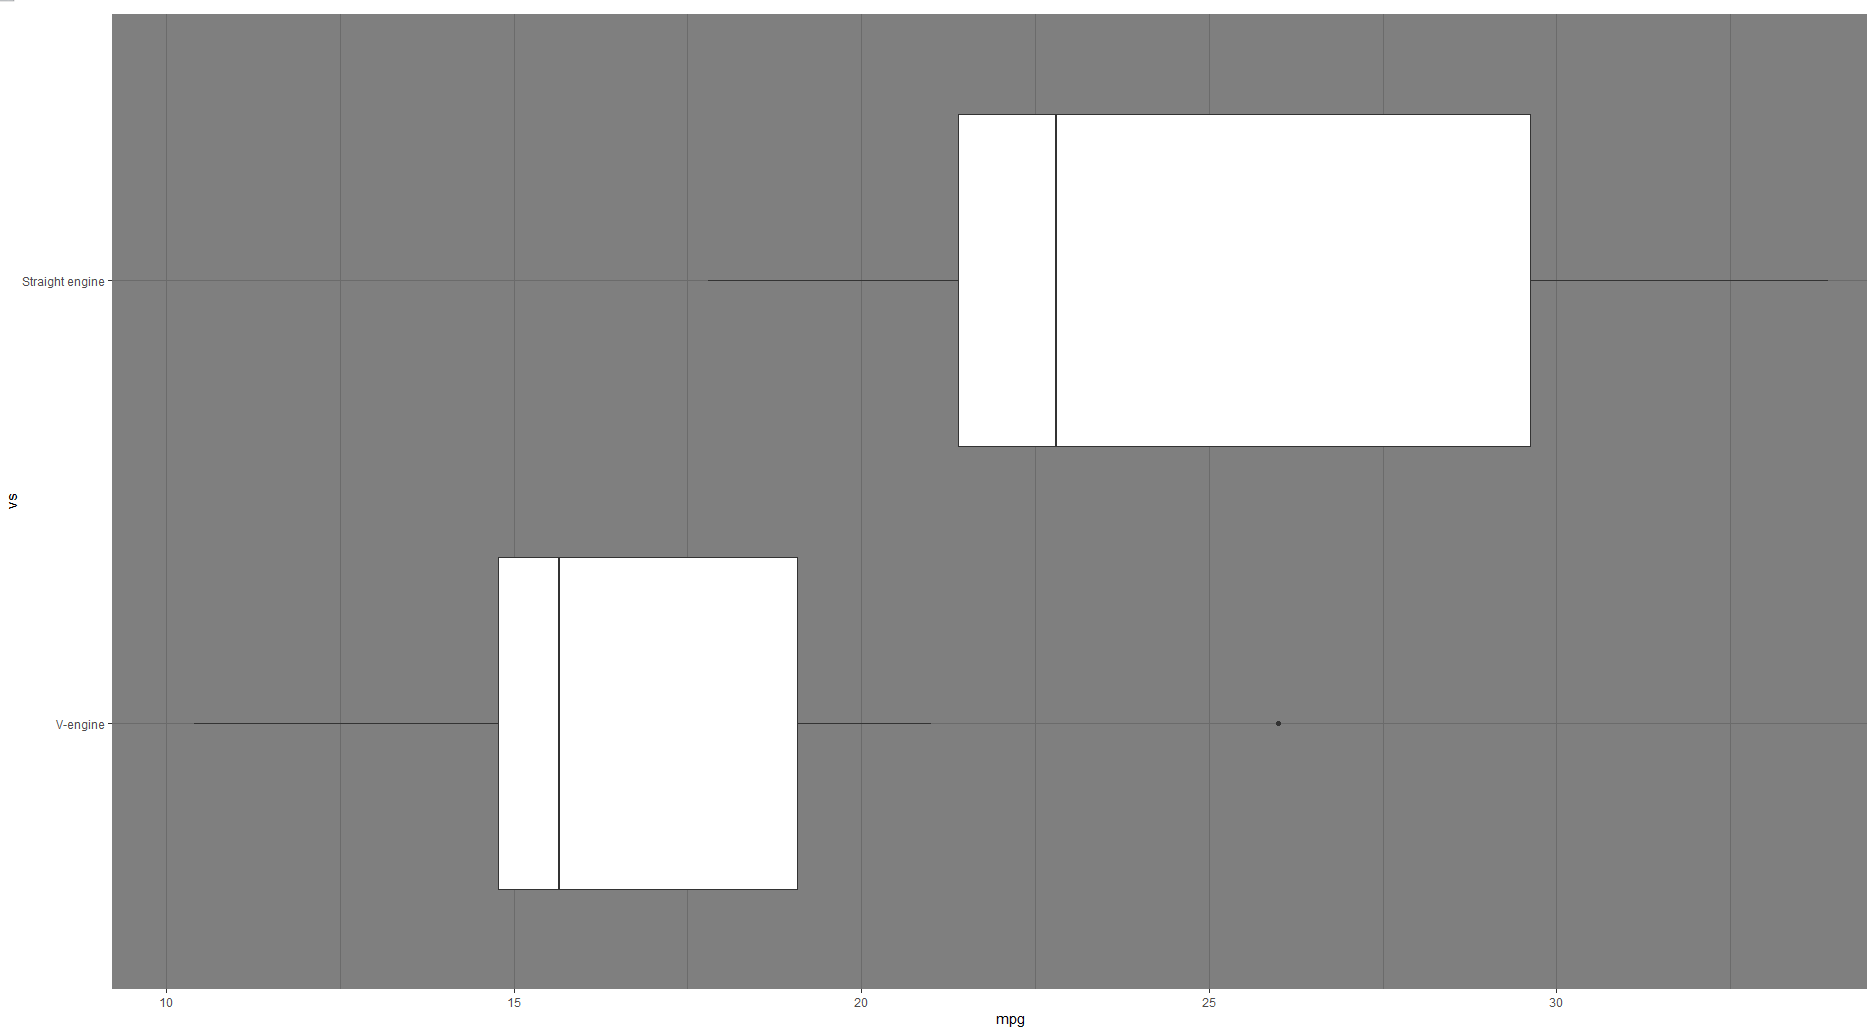 Straight engine
vs
V-engine
10 15 20 25 30
mpg